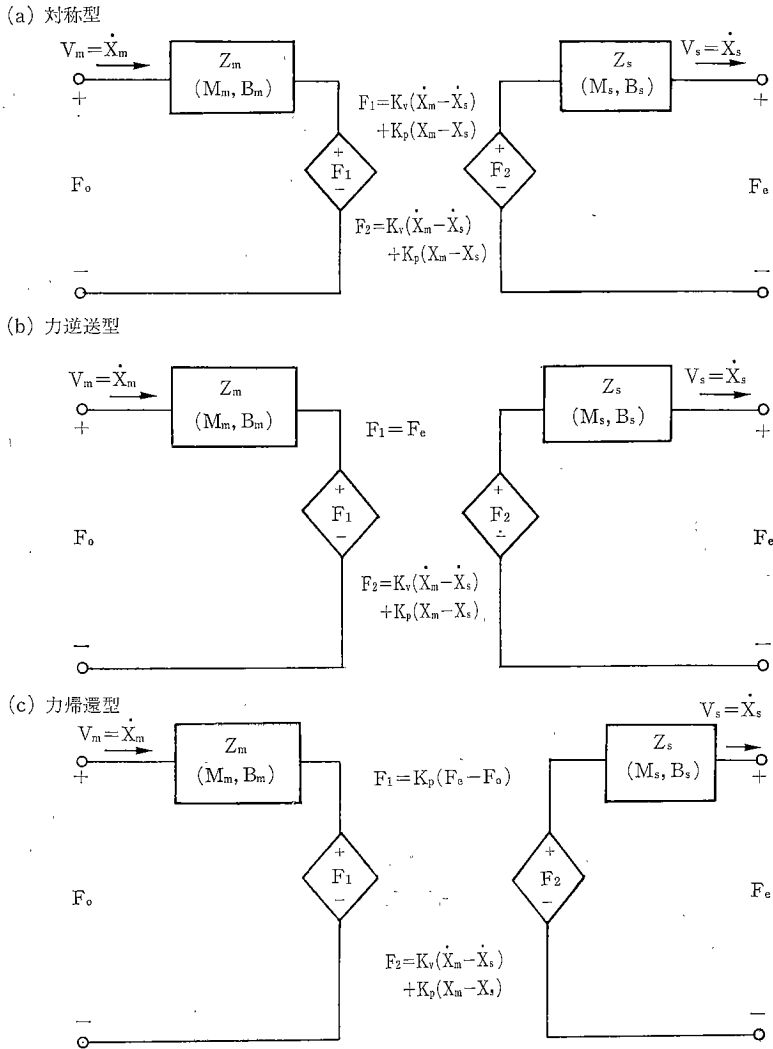 (a) 対称型
Vm=Ẋm
Zm
(Mm, Bm)
+
Fo
−
+
F1
−
F1=Kv(Ẋm−Ẋs)
+Kp(Xm−Xs)
F2=Kv(Ẋm−Ẋs)
+Kp(Xm−Xs)
+
F2
−
Zs
(Ms, Bs)
Vs=Ẋs
+
Fe
−
(b) 力逆送型
Vm=Ẋm
Zm
(Mm, Bm)
+
Fo
−
+
F1
−
F1=Fe
F2=Kv(Ẋm−Ẋs)
+Kp(Xm−Xs)
+
F2
−
Zs
(Ms, Bs)
Vs=Ẋs
+
Fe
−
(c) 力帰還型
Vm=Ẋm
Zm
(Mm, Bm)
+
Fo
−
+
F1
−
F1=Kp(Fe−Fo)
F2=Kv(Ẋm−Ẋs)
+Kp(Xm−Xs)
+
F2
−
Zs
(Ms, Bs)
Vs=Ẋs
+
Fe
−